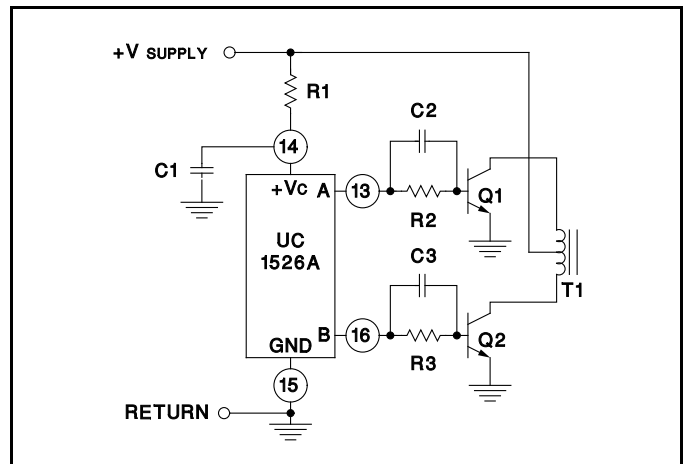 +V SUPPLY
R1
C2
14
C1
+VC A
13
Q1
R2
UC
1526A
C3
T1
B
16
Q2
GND
R3
15
RETURN